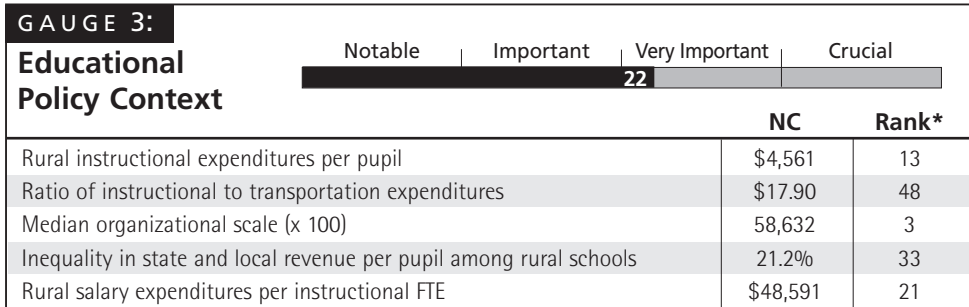 GAUGE 3:
Educational
Policy Context
Notable Important Very Important Crucial
22
NC Rank*
Rural instructional expenditures per pupil $4,561 13
Ratio of instructional to transportation expenditures $17.90 48
Median organizational scale (x 100) 58,632 3
Inequality in state and local revenue per pupil among rural schools 21.2% 33
Rural salary expenditures per instructional FTE $48,591 21